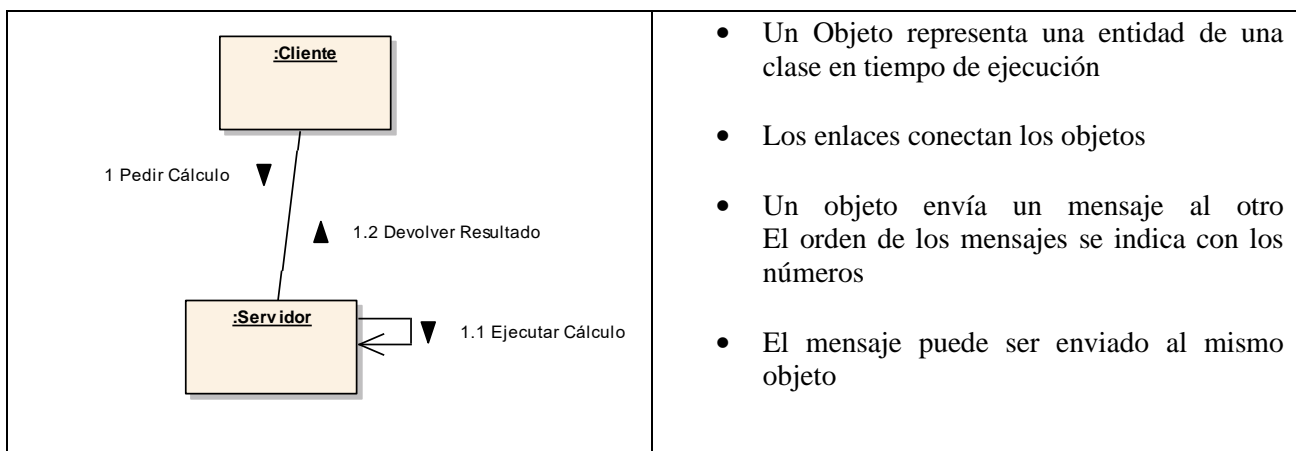 :Cliente
1 Pedir Cálculo
1.2 Devolver Resultado
:Servidor
1.1 Ejecutar Cálculo
• Un Objeto representa una entidad de una
clase en tiempo de ejecución
• Los enlaces conectan los objetos
• Un objeto envía un mensaje al otro
El orden de los mensajes se indica con los
números
• El mensaje puede ser enviado al mismo
objeto